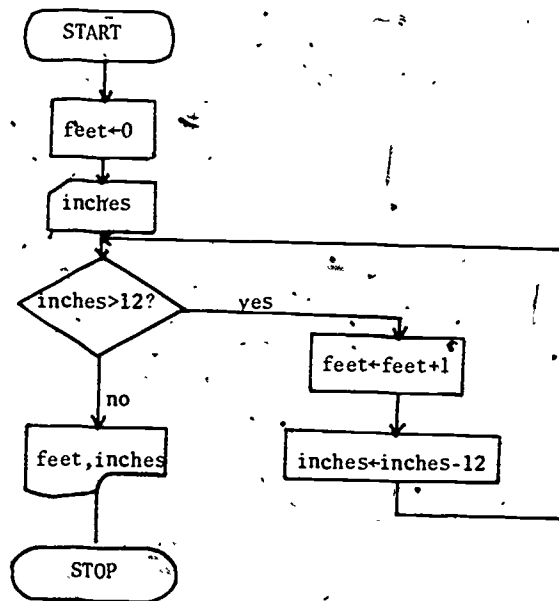 START
feet←0
inches
inches>12?
yes
feet←feet+1
inches←inches-12
no
feet,inches
STOP